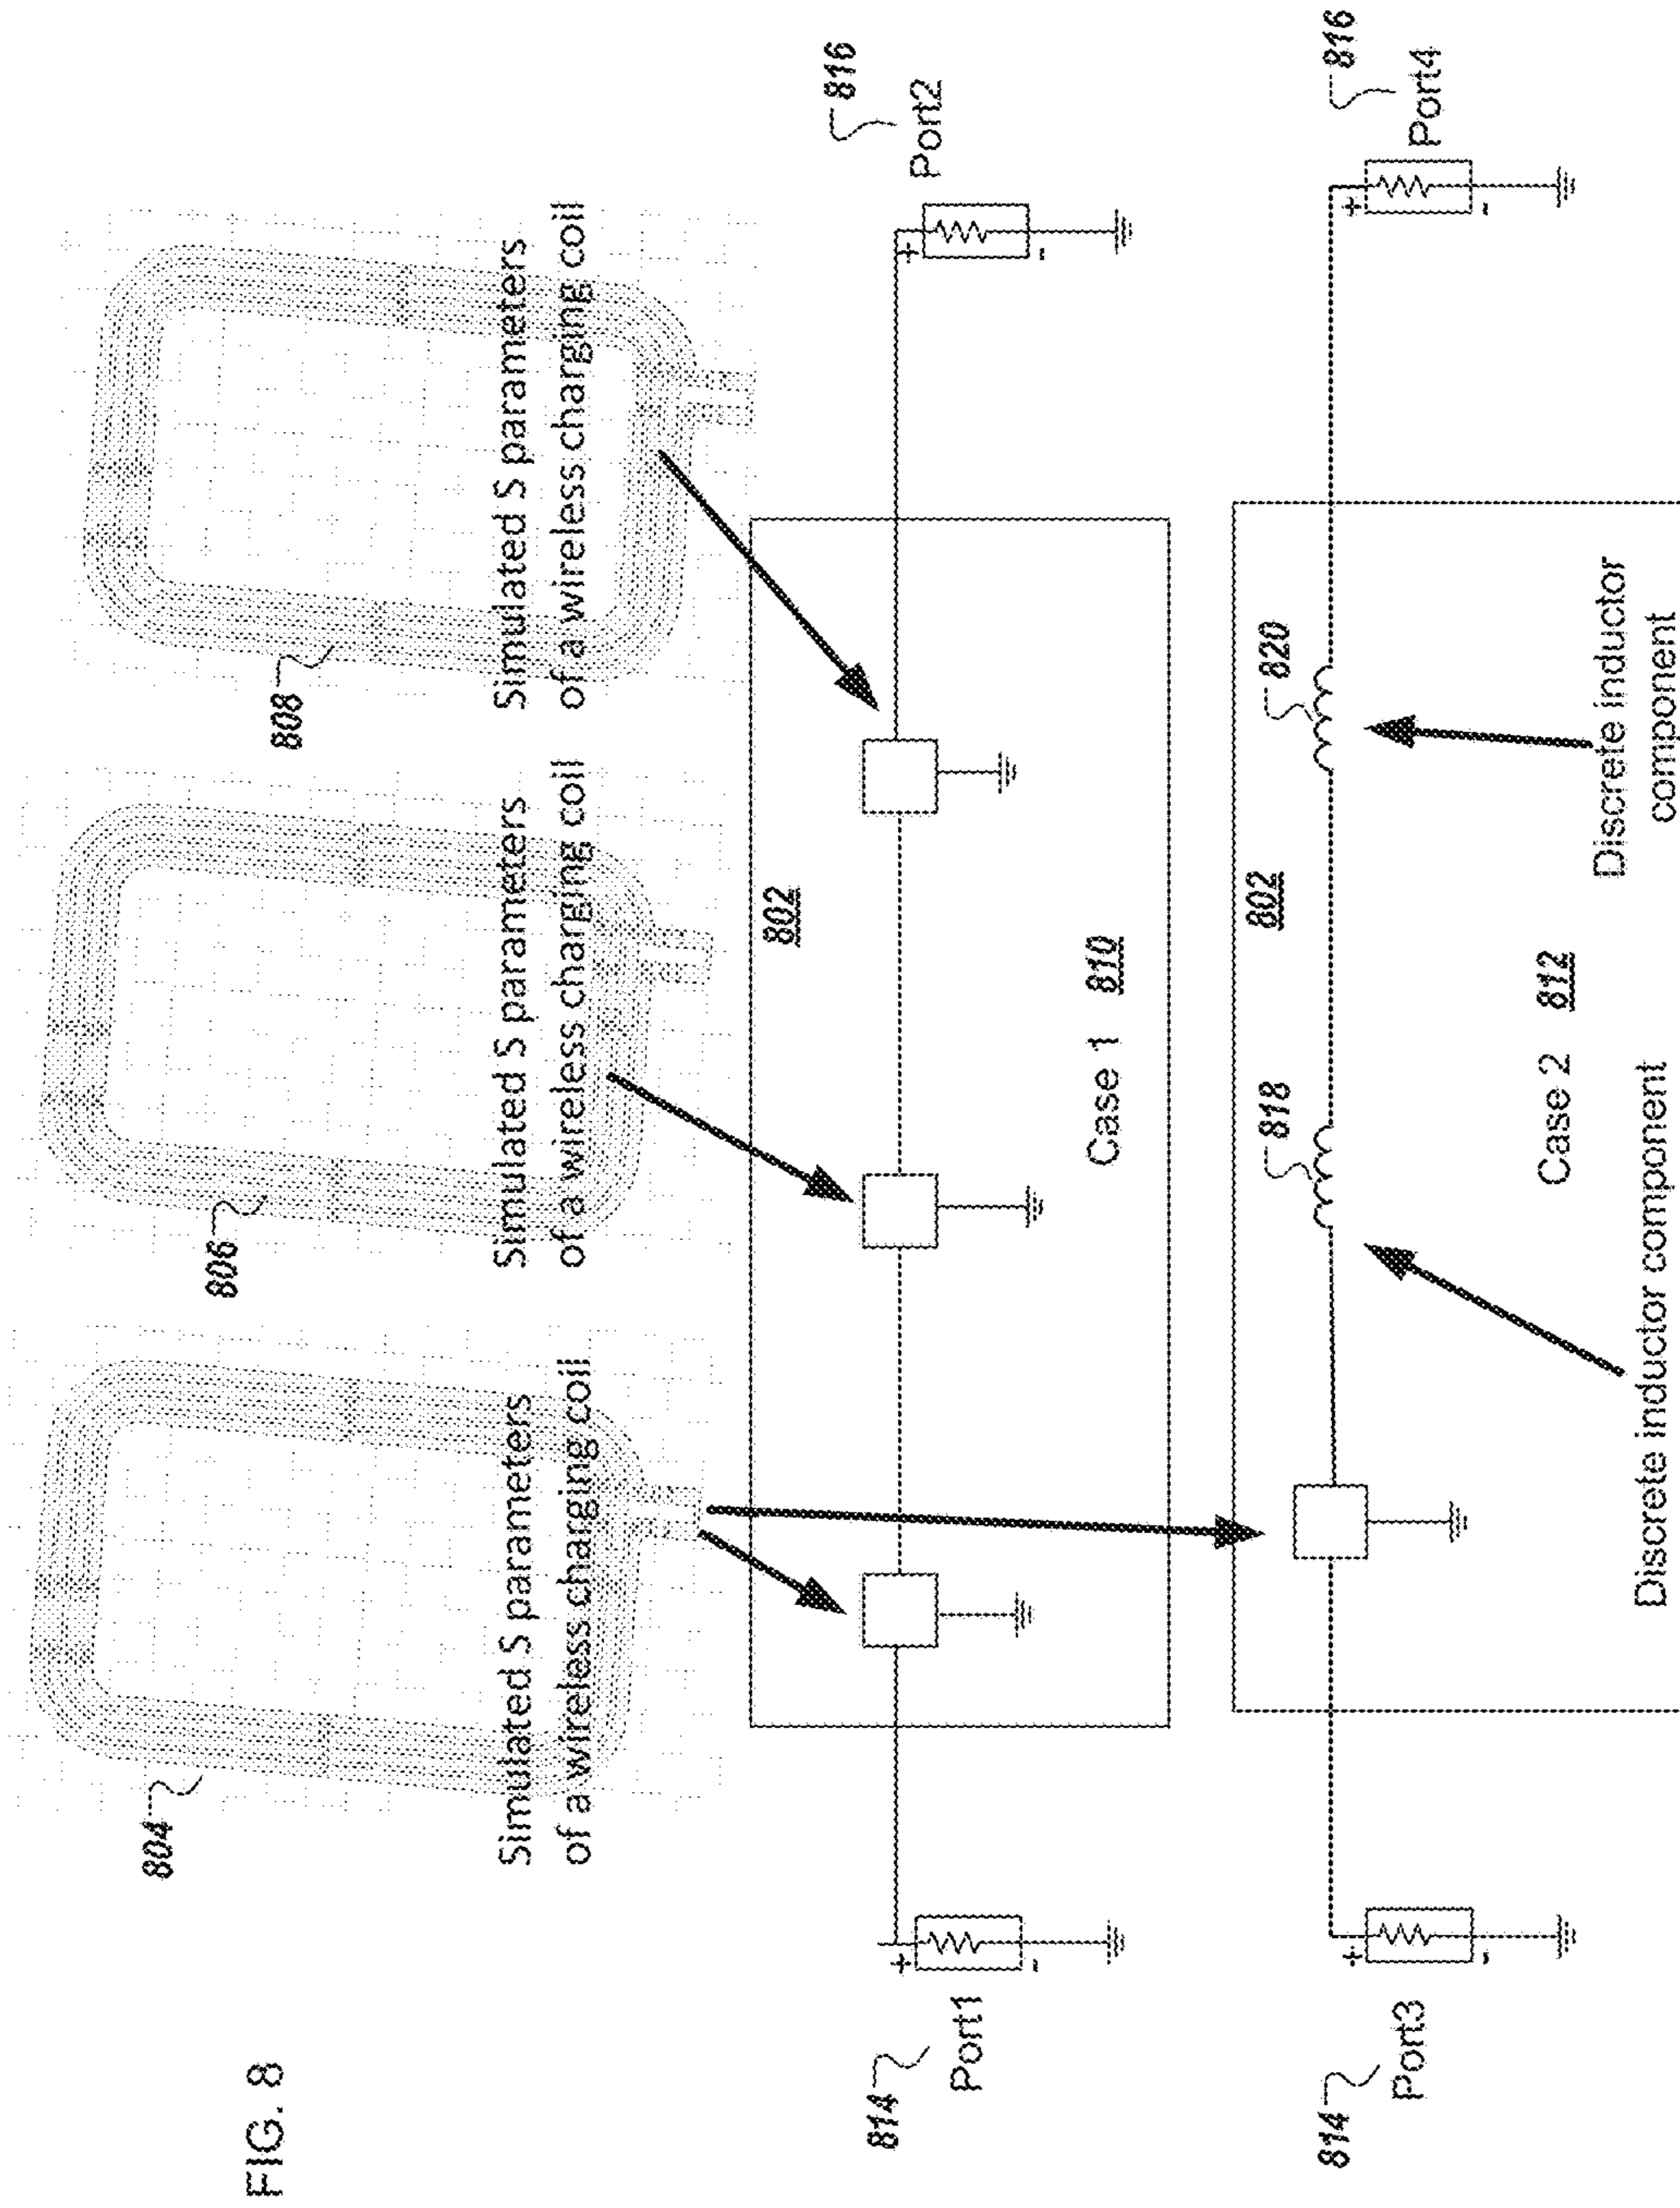 FIG. 8
804
806
808
Simulated S parameters
of a wireless charging coil
Simulated S parameters
of a wireless charging coil
Simulated S parameters
of a wireless charging coil
814
Port1
+
-
802
Case 1 810
+
-
816
Port2
814
Port3
+
-
818
802
820
Case 2 812
+
-
816
Port4
Discrete inductor component
Discrete inductor
component